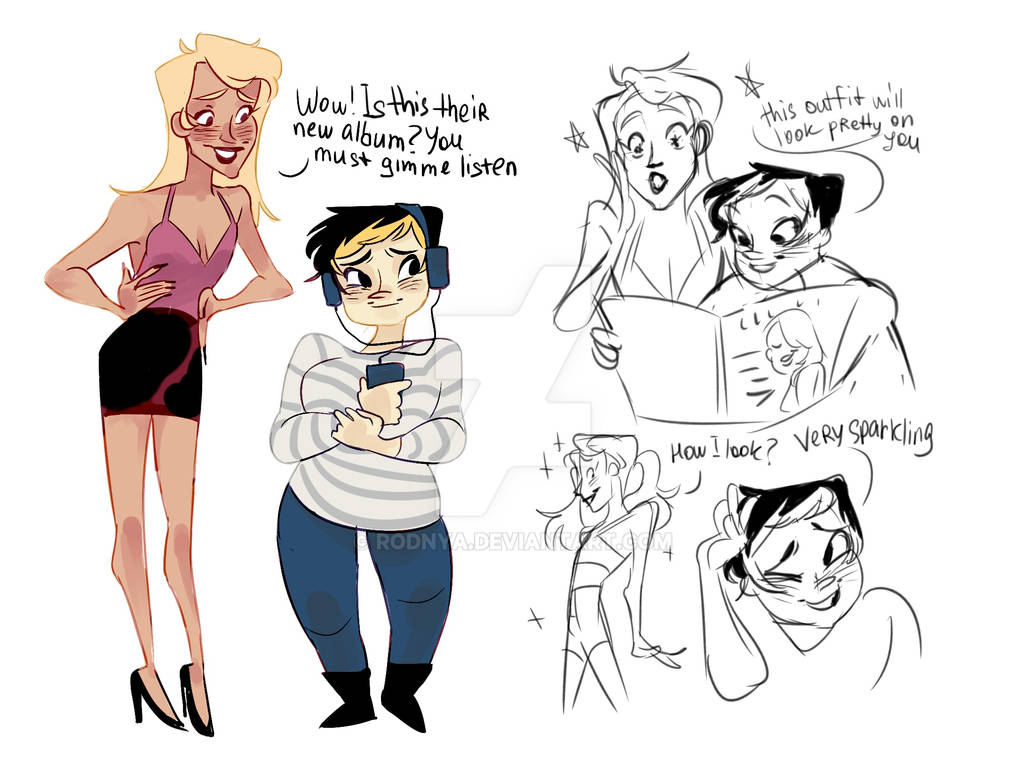 Wow! Is this their
new album? You
must gimme listen
this outfit will
look pretty on
you
How I look?
Very sparkling
© RODNYA.DEVIANTART.COM